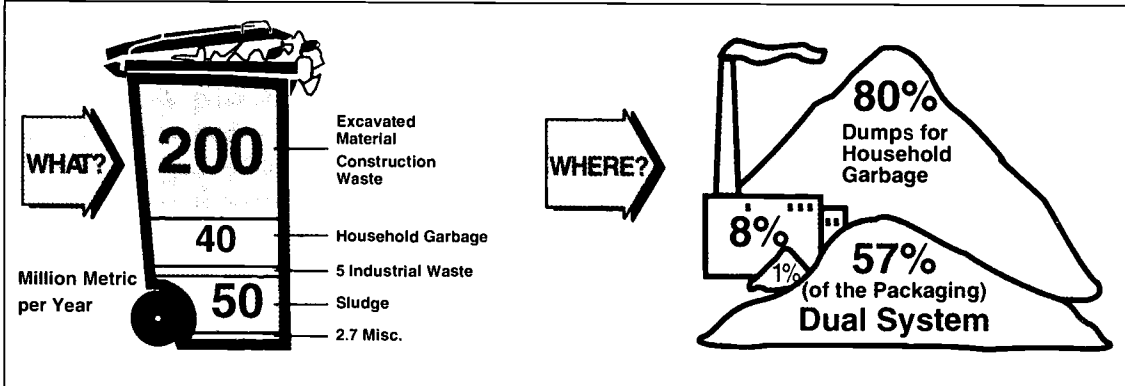 WHAT?
200
Excavated
Material
Construction
Waste
40
Household Garbage
5 Industrial Waste
50
Sludge
2.7 Misc.
Million Metric
per Year
WHERE?
80%
Dumps for
Household
Garbage
8%
1%
57%
(of the Packaging)
Dual System